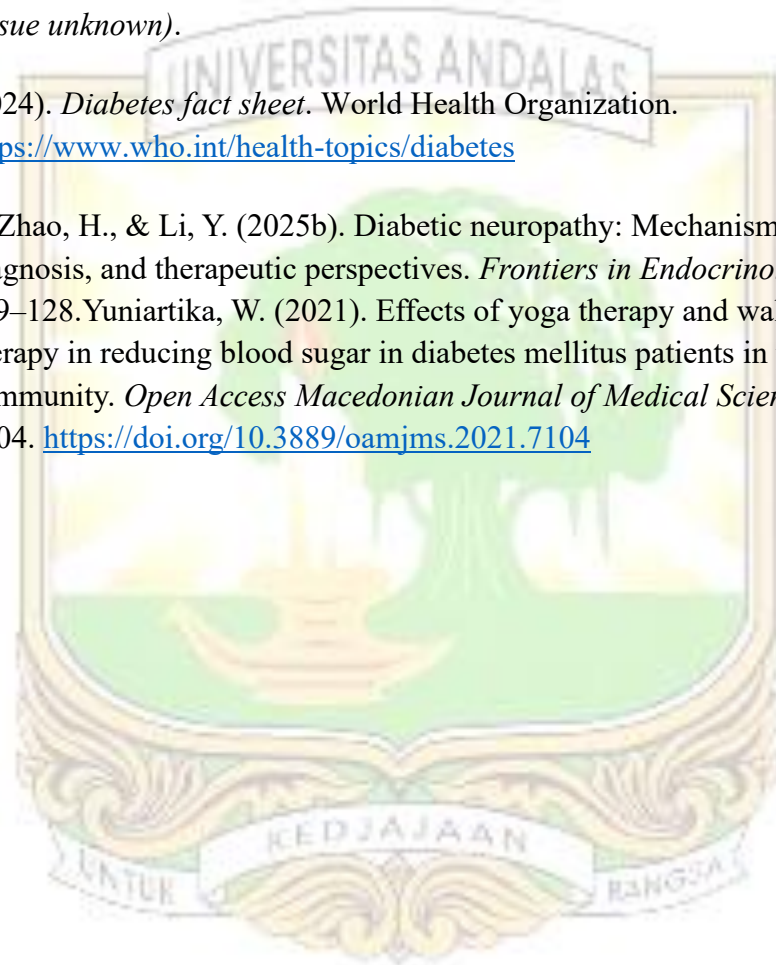 sue unknown).
UNIVERSITAS ANDALAS
024). Diabetes fact sheet. World Health Organization.
ps://www.who.int/health-topics/diabetes
Zhao, H., & Li, Y. (2025b). Diabetic neuropathy: Mechanism
agnosis, and therapeutic perspectives. Frontiers in Endocrino
9–128.Yuniartika, W. (2021). Effects of yoga therapy and wal
erapy in reducing blood sugar in diabetes mellitus patients in
mmunity. Open Access Macedonian Journal of Medical Scien
04. https://doi.org/10.3889/oamjms.2021.7104
KEDJAJAAN
UNTUK BANGSA